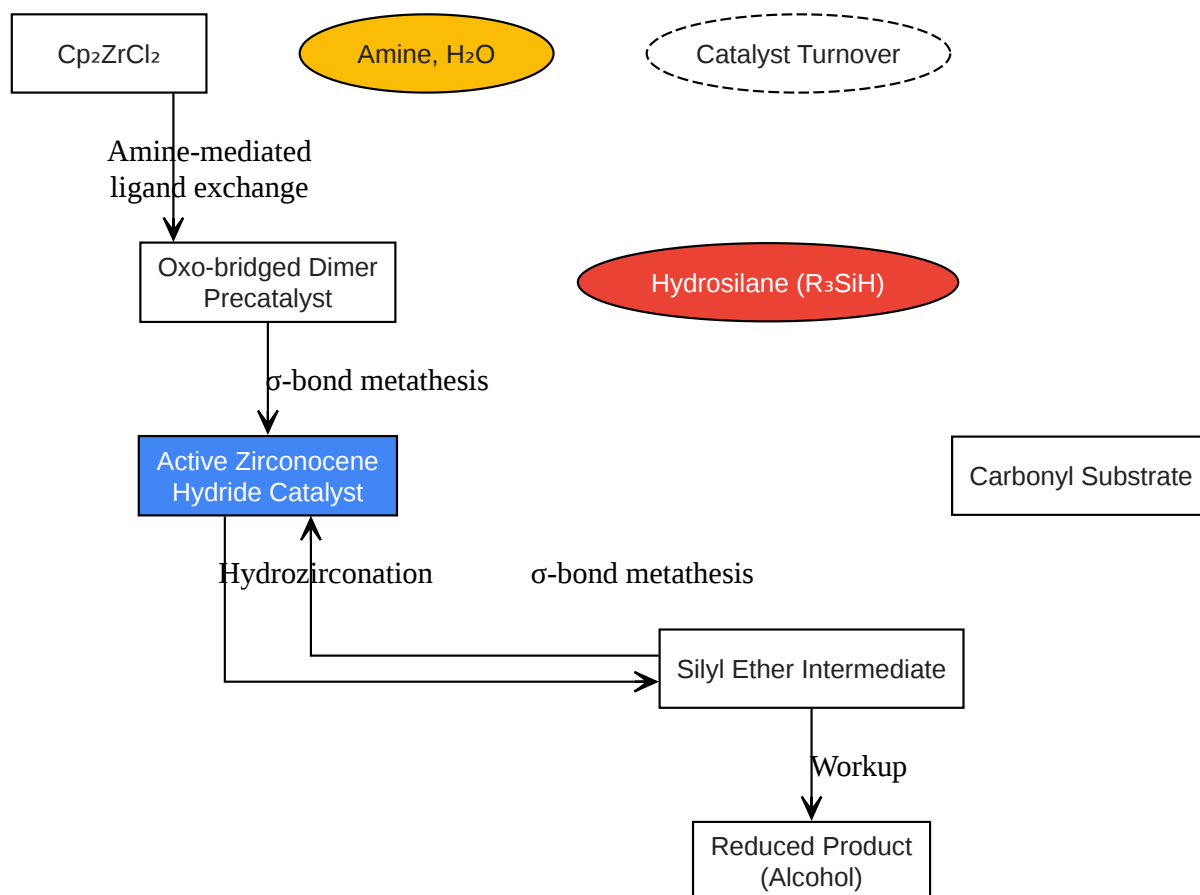 Cp₂ZrCl₂
Amine, H₂O
Catalyst Turnover
Amine-mediated
ligand exchange
Oxo-bridged Dimer
Precatalyst
Hydrosilane (R₃SiH)
σ-bond metathesis
Active Zirconocene
Hydride Catalyst
Carbonyl Substrate
Hydrozirconation
σ-bond metathesis
Silyl Ether Intermediate
Workup
Reduced Product
(Alcohol)